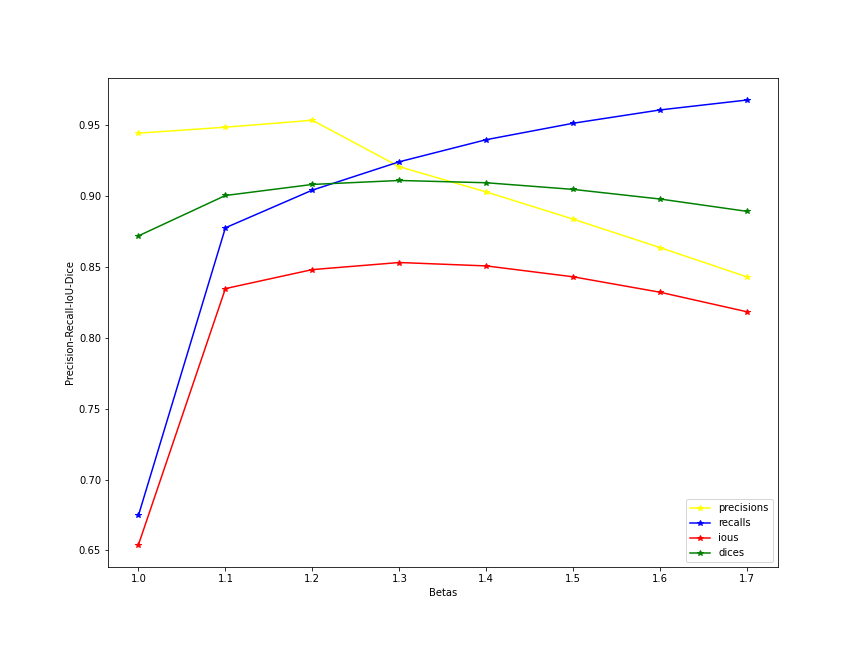 Precision-Recall-IoU-Dice
0.95
0.90
0.85
0.80
0.75
0.70
0.65
1.0 1.1 1.2 1.3 1.4 1.5 1.6 1.7
Betas
precisions
recalls
ious
dices